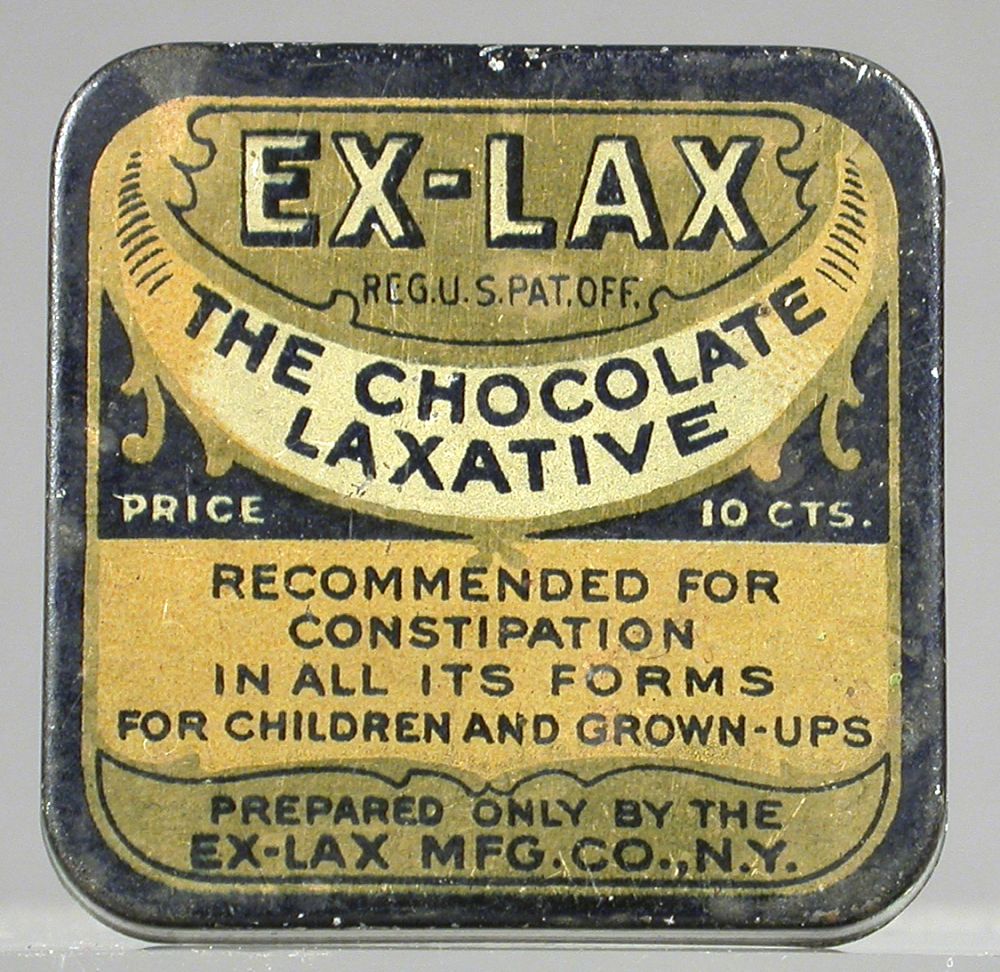 EX-LAX
REG.U.S.PAT.OFF.
THE CHOCOLATE
LAXATIVE
PRICE 10 CTS.
RECOMMENDED FOR
CONSTIPATION
IN ALL ITS FORMS
FOR CHILDREN AND GROWN-UPS
PREPARED ONLY BY THE
EX-LAX MFG.CO.,N.Y.